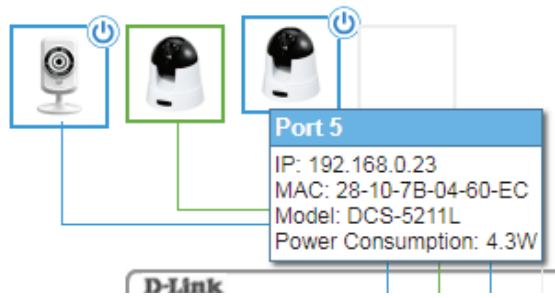 Port 5
IP: 192.168.0.23
MAC: 28-10-7B-04-60-EC
Model: DCS-5211L
Power Consumption: 4.3W
D-Link